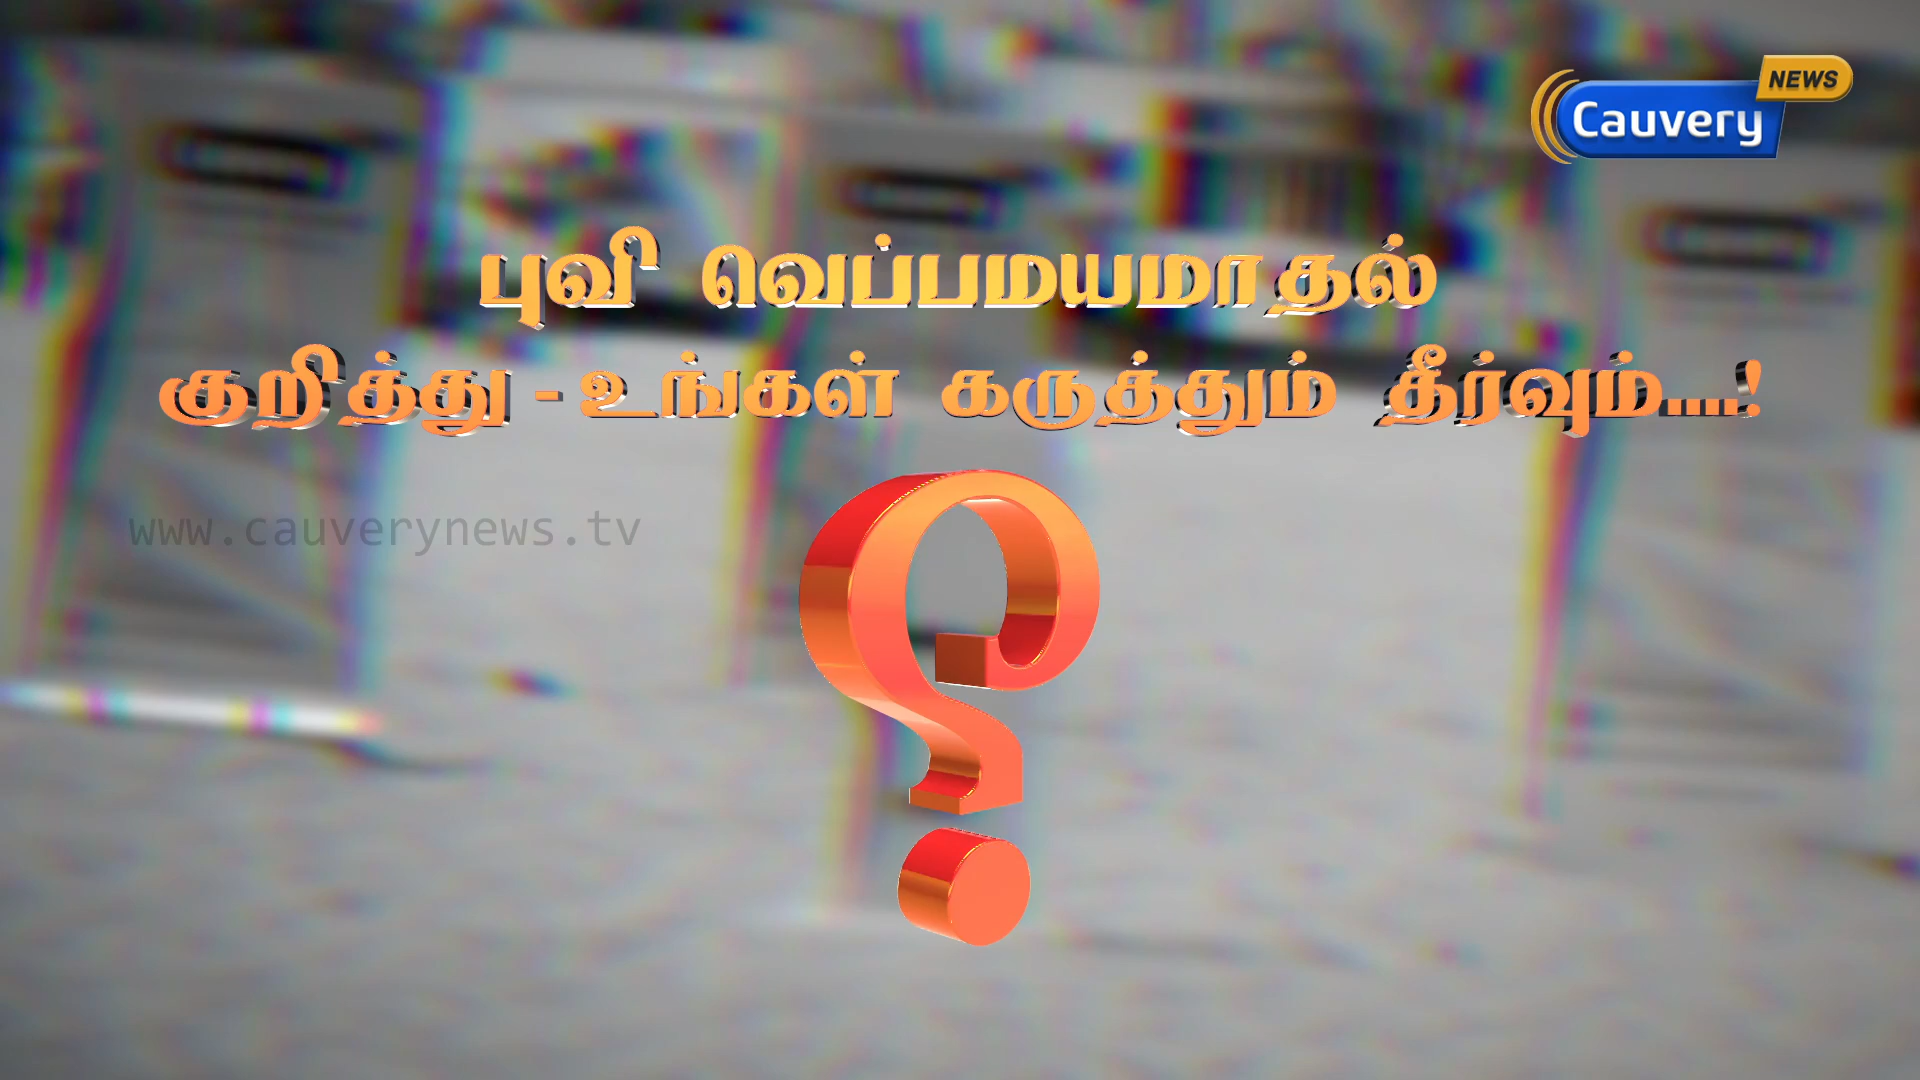 Cauvery NEWS
புவி வெப்பமயமாதல்
குறித்து - உங்கள் கருத்தும் தீர்வும்....!
www.cauverynews.tv
?